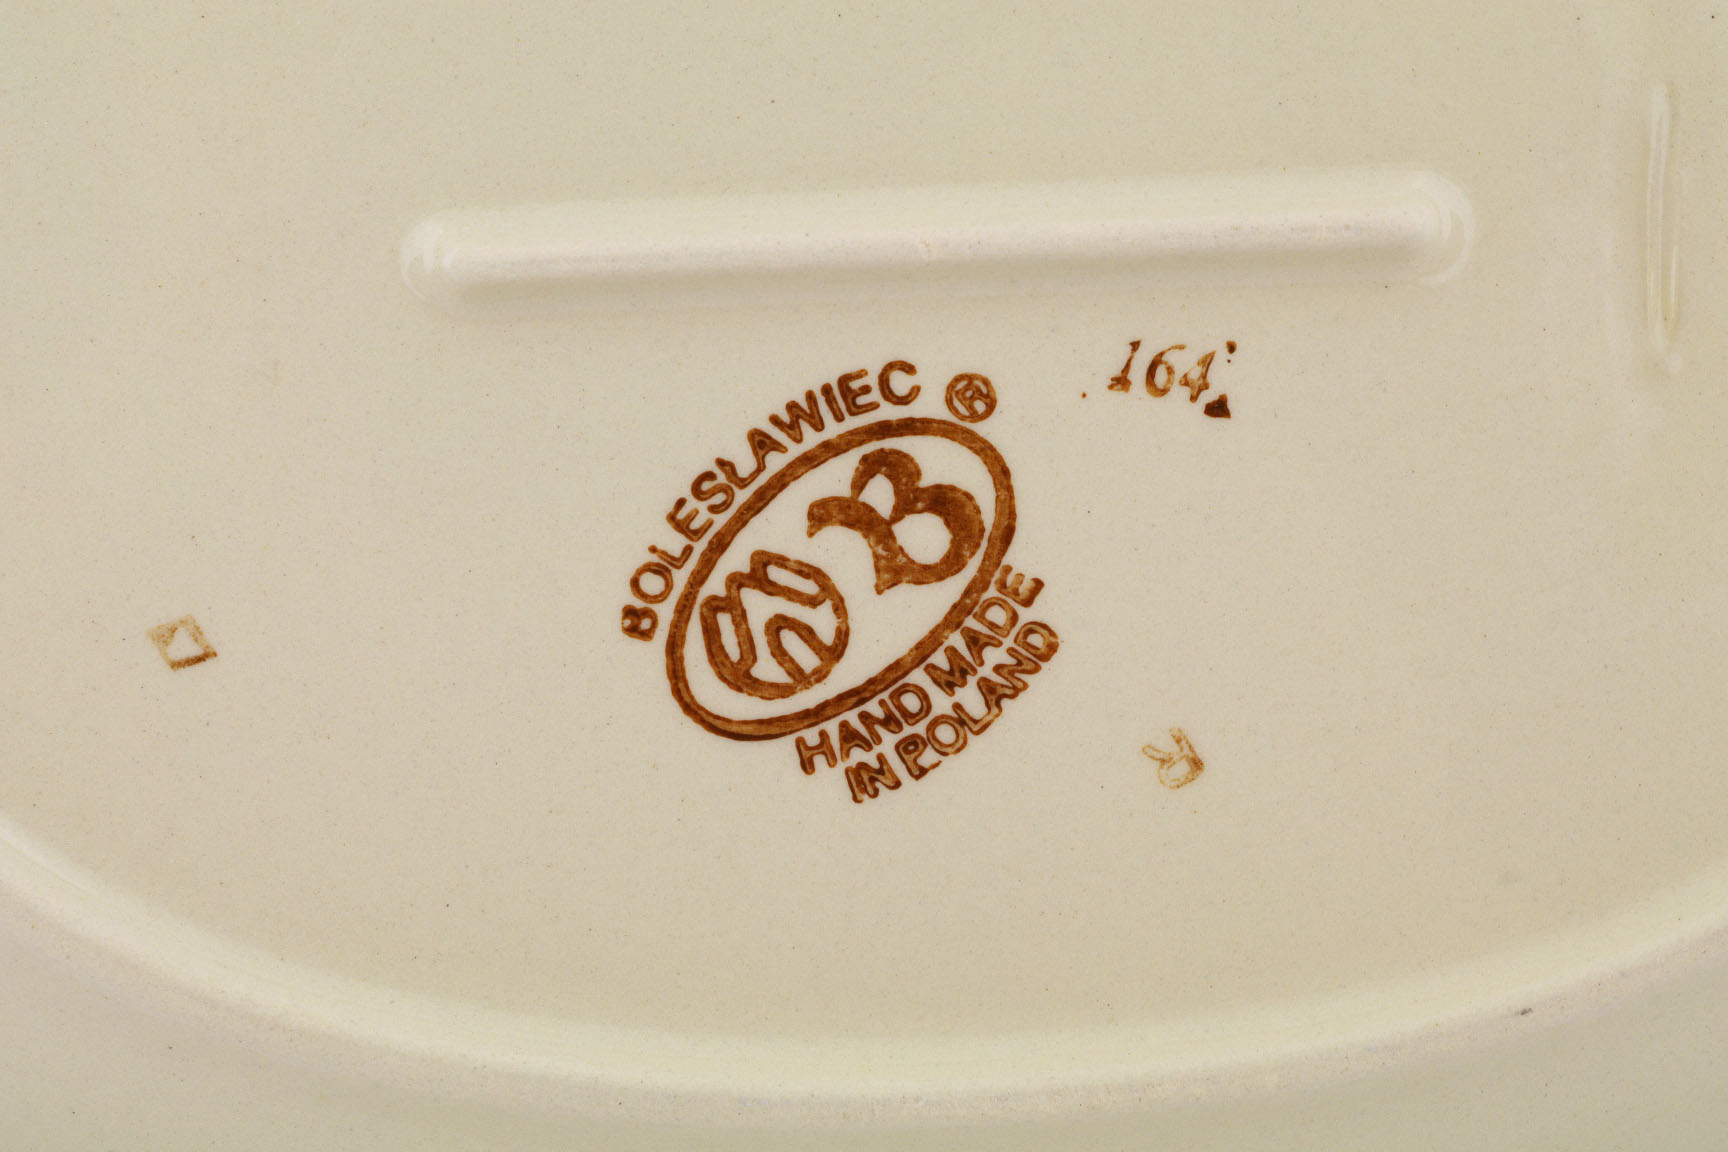 BOLESŁAWIEC ®
B
HAND MADE
IN POLAND
164
R